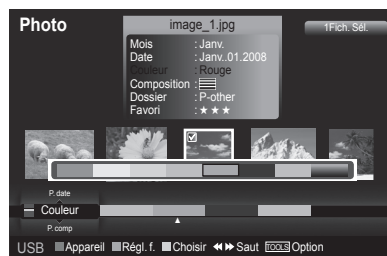 Photo
image_1.jpg
1Fich. Sél.
Mois : Janv.
Date : Janv..01.2008
Couleur : Rouge
Composition :
Dossier : P-other
Favori : ★★★
P. date
Couleur
P.comp
USB Appareil Régl. f. Choisir Saut TOOLS Option